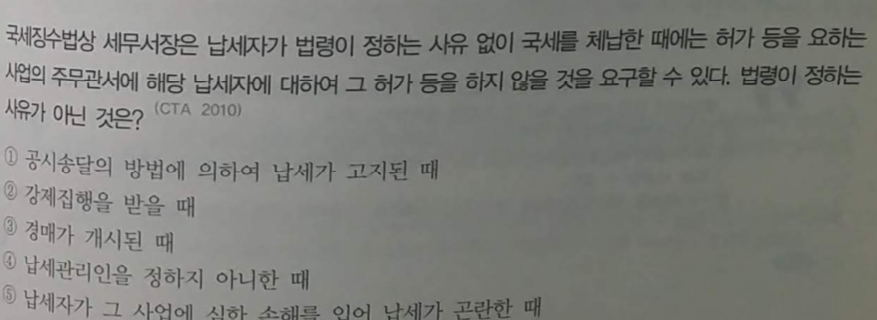 국세징수법상 세무서장은 납세자가 법령이 정하는 사유 없이 국세를 체납한 때에는 허가 등을 요하는
사업의 주무관서에 해당 납세자에 대하여 그 허가 등을 하지 않을 것을 요구할 수 있다. 법령이 정하는
사유가 아닌 것은? (CTA 2010)
① 공시송달의 방법에 의하여 납세가 고지된 때
② 강제집행을 받을 때
③ 경매가 개시된 때
④ 납세관리인을 정하지 아니한 때
⑤ 납세자가 그 사업에 심한 손해를 입어 납세가 곤란한 때